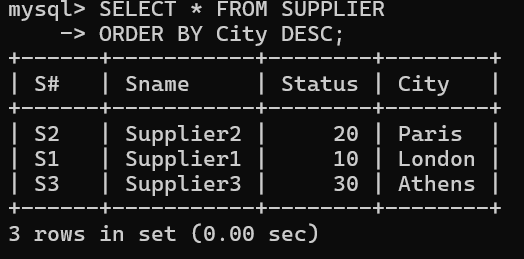 mysql> SELECT * FROM SUPPLIER
    -> ORDER BY City DESC;
+------+-----------+--------+--------+
| S#   | Sname     | Status | City   |
+------+-----------+--------+--------+
| S2   | Supplier2 |     20 | Paris  |
| S1   | Supplier1 |     10 | London |
| S3   | Supplier3 |     30 | Athens |
+------+-----------+--------+--------+
3 rows in set (0.00 sec)